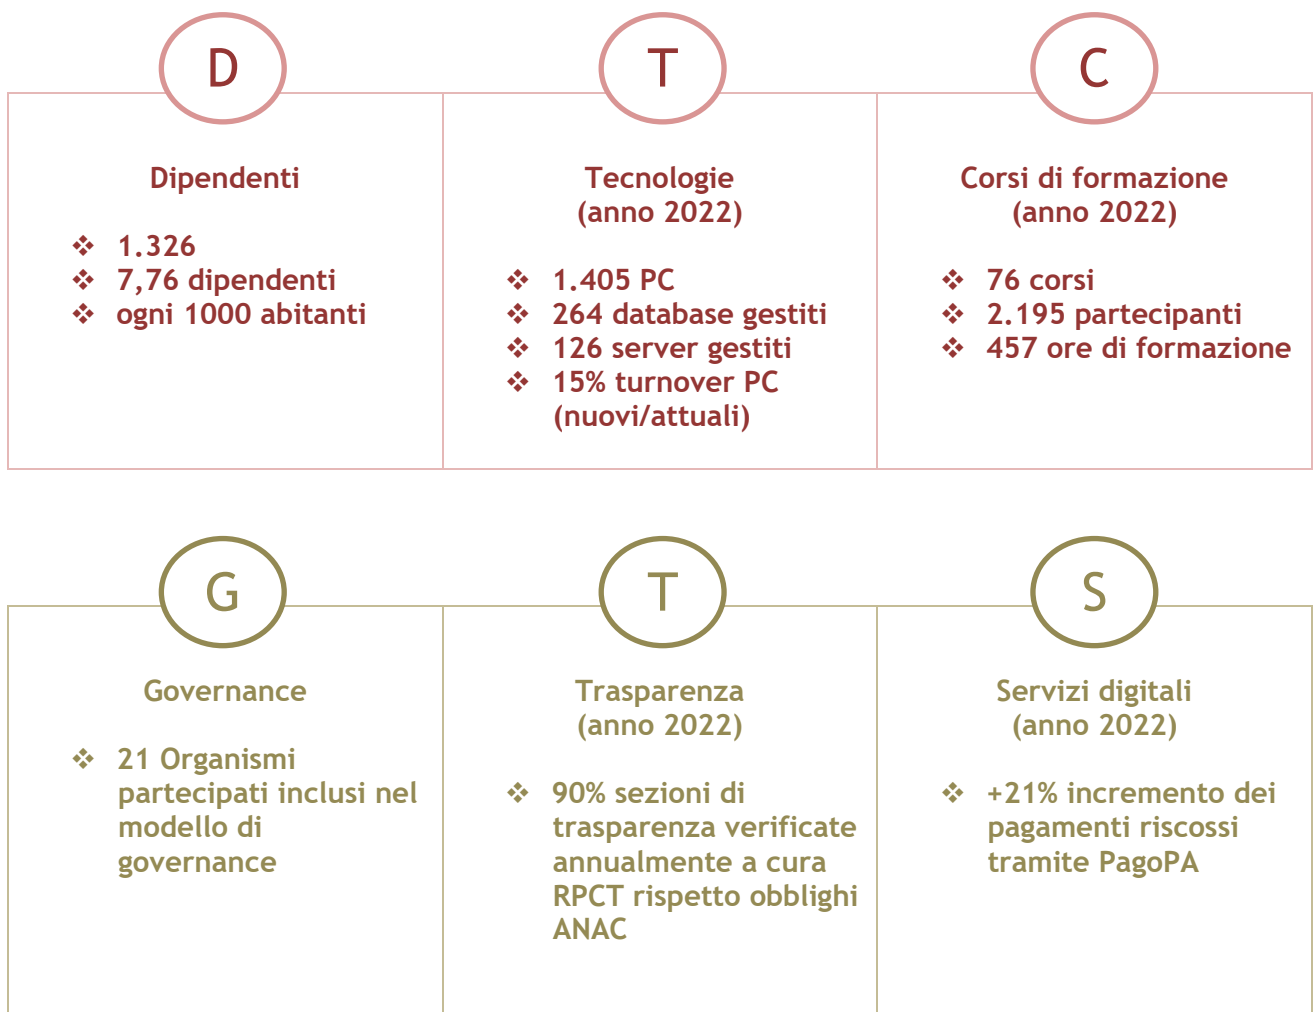 D
Dipendenti
❖ 1.326
❖ 7,76 dipendenti
❖ ogni 1000 abitanti
T
Tecnologie
(anno 2022)
❖ 1.405 PC
❖ 264 database gestiti
❖ 126 server gestiti
❖ 15% turnover PC
(nuovi/attuali)
C
Corsi di formazione
(anno 2022)
❖ 76 corsi
❖ 2.195 partecipanti
❖ 457 ore di formazione
G
Governance
❖ 21 Organismi
partecipati inclusi nel
modello di
governance
T
Trasparenza
(anno 2022)
❖ 90% sezioni di
trasparenza verificate
annualmente a cura
RPCT rispetto obblighi
ANAC
S
Servizi digitali
(anno 2022)
❖ +21% incremento dei
pagamenti riscossi
tramite PagoPA